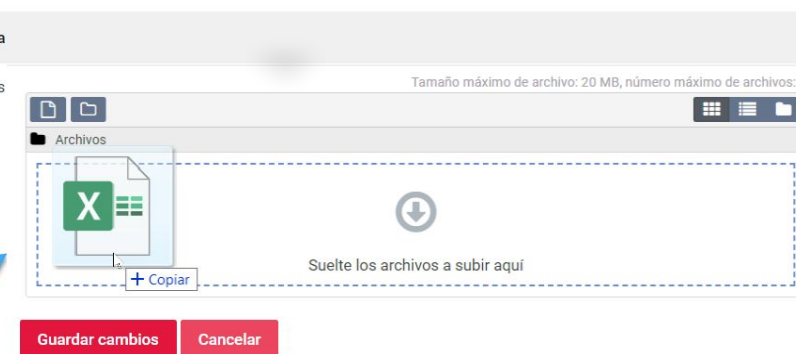 a
Tamaño máximo de archivo: 20 MB, número máximo de archivos:
s
Archivos
X
Suelte los archivos a subir aquí
+ Copiar
Guardar cambios
Cancelar